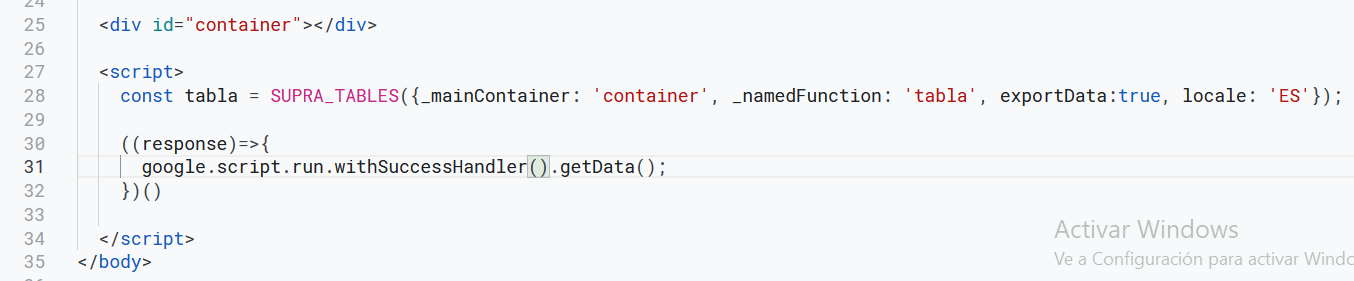 25 <div id="container"></div>
26
27 <script>
28 const tabla = SUPRA_TABLES({_mainContainer: 'container', _namedFunction: 'tabla', exportData:true, locale: 'ES'});
29
30 ((response)=>{
31 google.script.run.withSuccessHandler().getData();
32 })()
33
34 </script>
35 </body>
Activar Windows
Ve a Configuración para activar